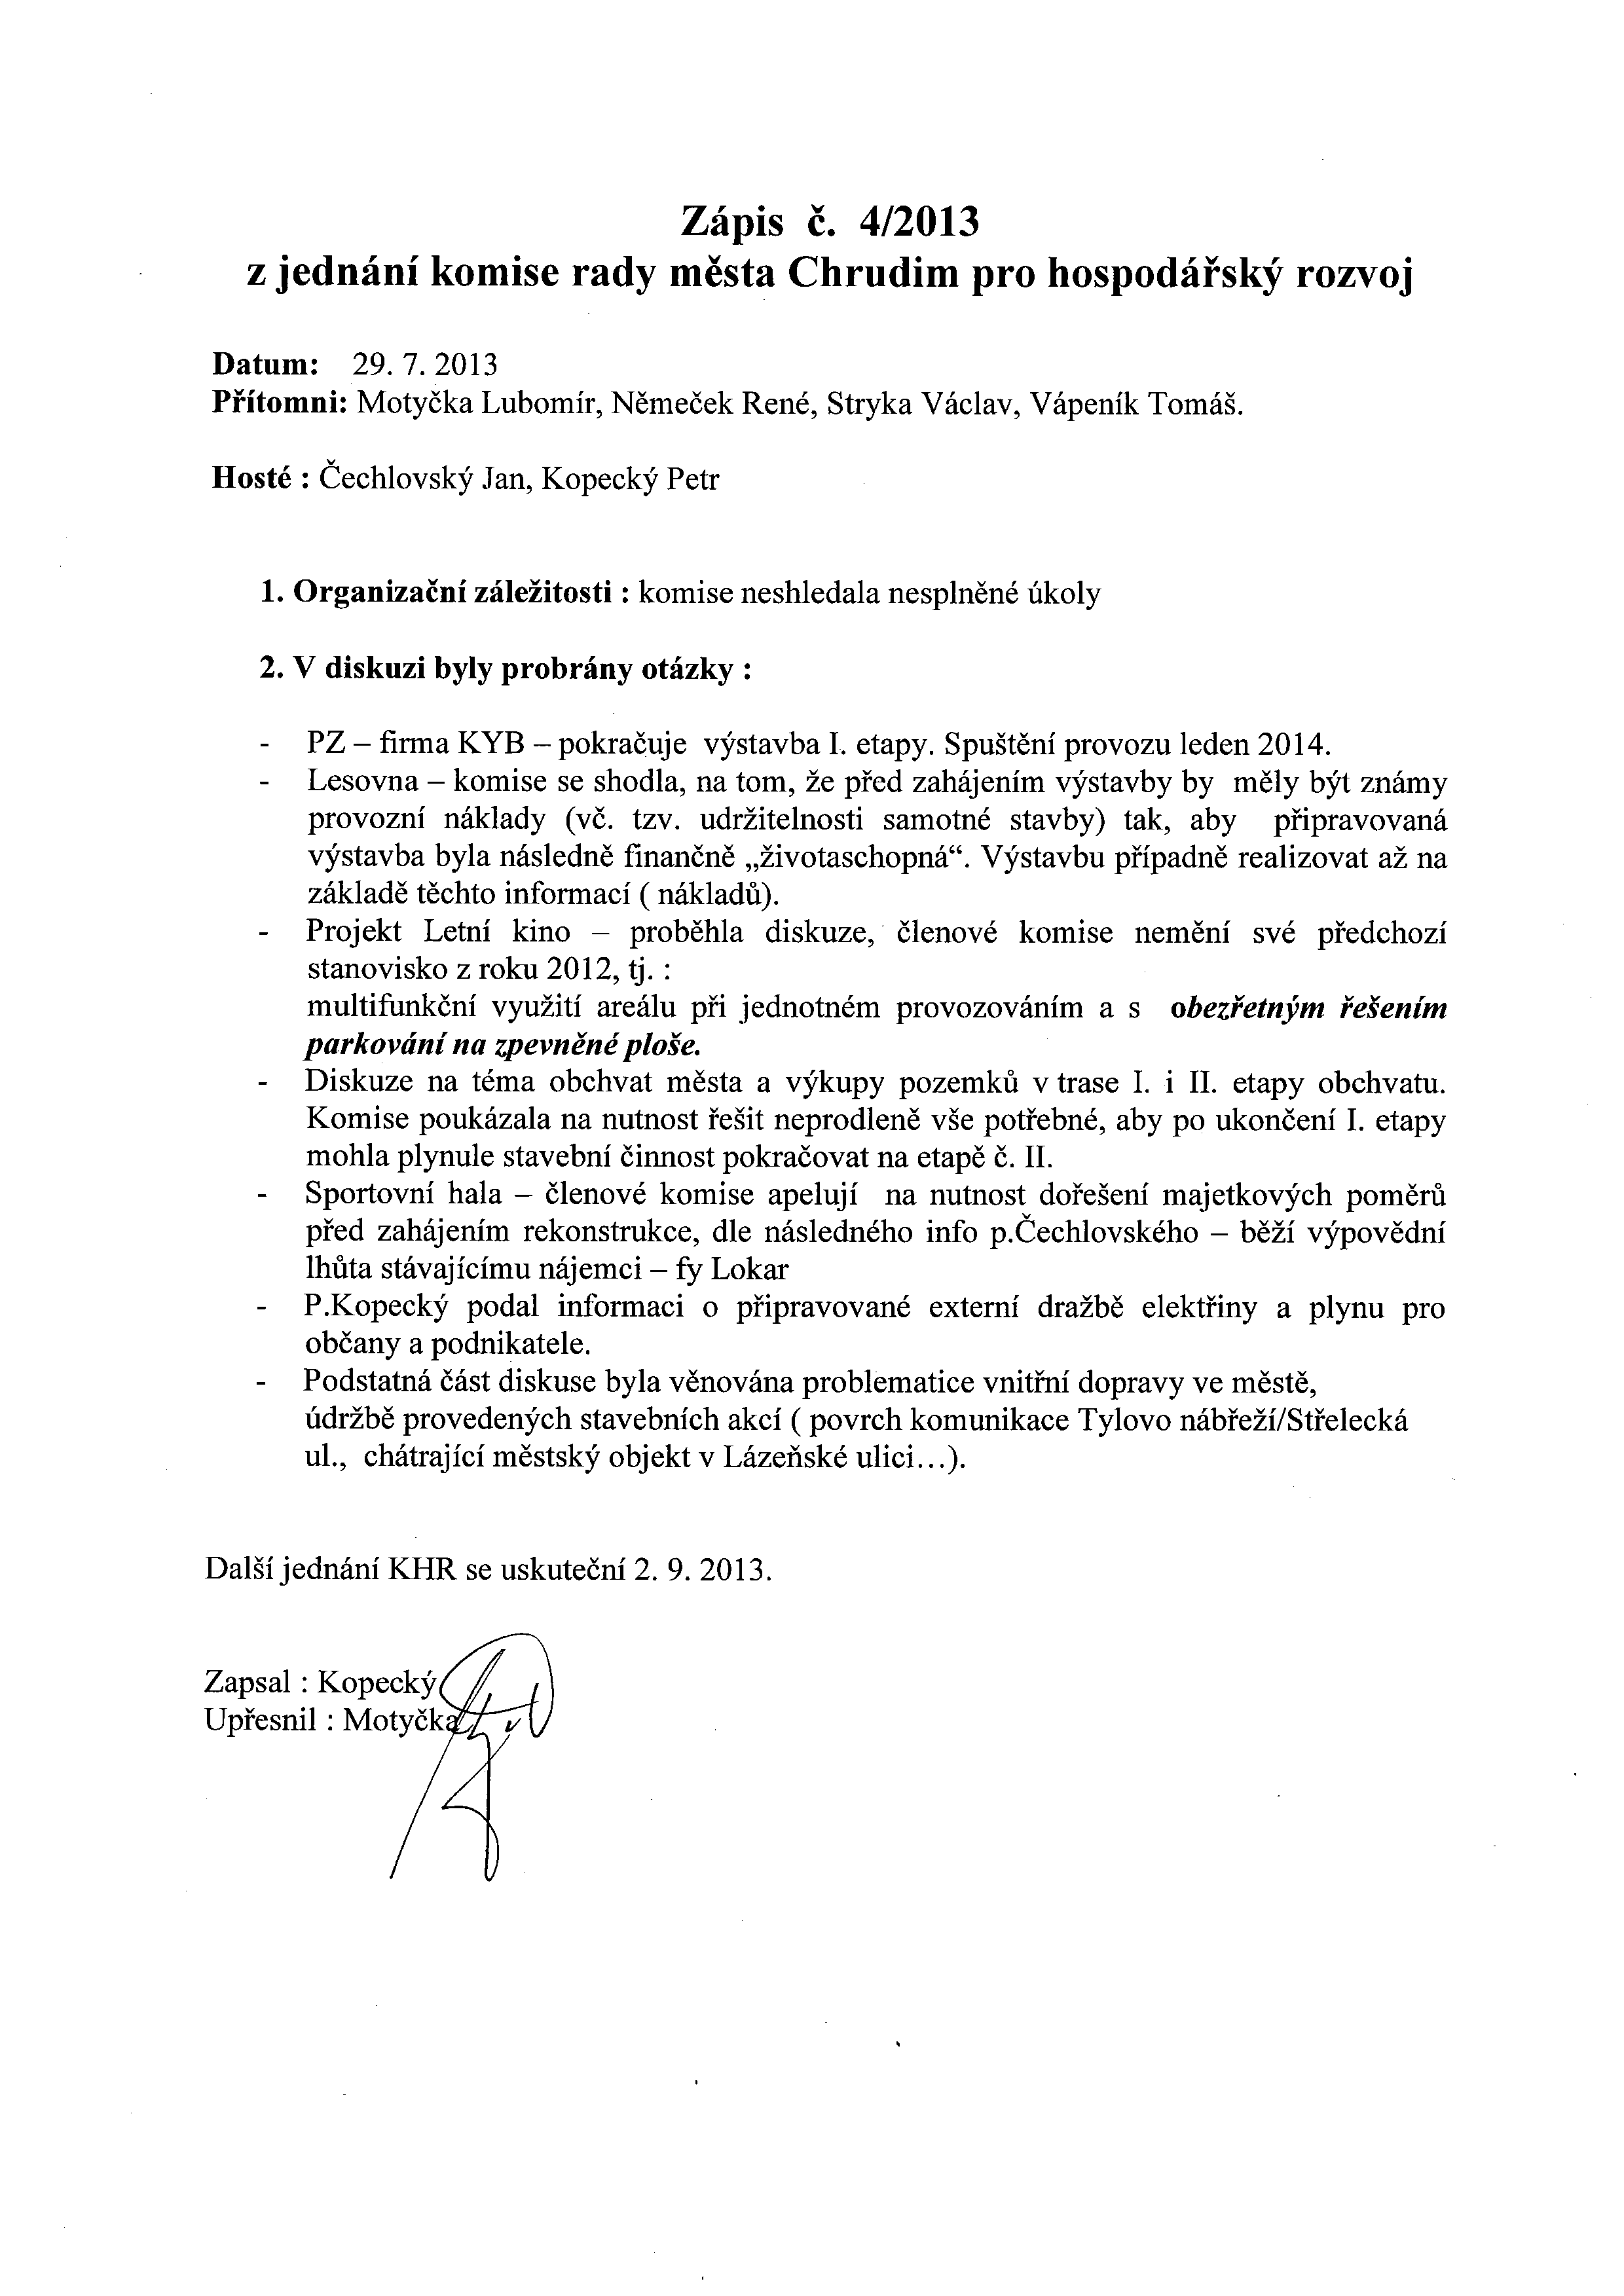 Zápis č. 4/2013
z jednání komise rady města Chrudim pro hospodářský rozvoj
Datum: 29. 7. 2013
Přítomni: Motyčka Lubomír, Němeček René, Stryka Václav, Vápeník Tomáš.
Hosté : Čechlovský Jan, Kopecký Petr
1. Organizační záležitosti : komise neshledala nesplněné úkoly
2. V diskuzi byly probrány otázky :
- PZ – firma KYB – pokračuje výstavba I. etapy. Spuštění provozu leden 2014.
- Lesovna – komise se shodla, na tom, že před zahájením výstavby by měly být známy
provozní náklady (vč. tzv. udržitelnosti samotné stavby) tak, aby připravovaná
výstavba byla následně finančně „životaschopná“. Výstavbu případně realizovat až na
základě těchto informací ( nákladů).
- Projekt Letní kino – proběhla diskuze, členové komise nemění své předchozí
stanovisko z roku 2012, tj. :
multifunkční využití areálu při jednotném provozováním a s obezřetným řešením
parkování na zpevněné ploše.
- Diskuze na téma obchvat města a výkupy pozemků v trase I. i II. etapy obchvatu.
Komise poukázala na nutnost řešit neprodleně vše potřebné, aby po ukončení I. etapy
mohla plynule stavební činnost pokračovat na etapě č. II.
- Sportovní hala – členové komise apelují na nutnost dořešení majetkových poměrů
před zahájením rekonstrukce, dle následného info p.Čechlovského – běží výpovědní
lhůta stávajícímu nájemci – fy Lokar
- P.Kopecký podal informaci o připravované externí dražbě elektřiny a plynu pro
občany a podnikatele.
- Podstatná část diskuse byla věnována problematice vnitřní dopravy ve městě,
údržbě provedených stavebních akcí ( povrch komunikace Tylovo nábřeží/Střelecká
ul., chátrající městský objekt v Lázeňské ulici...).
Další jednání KHR se uskuteční 2. 9. 2013.
Zapsal : Kopecký
Upřesnil : Motyčka